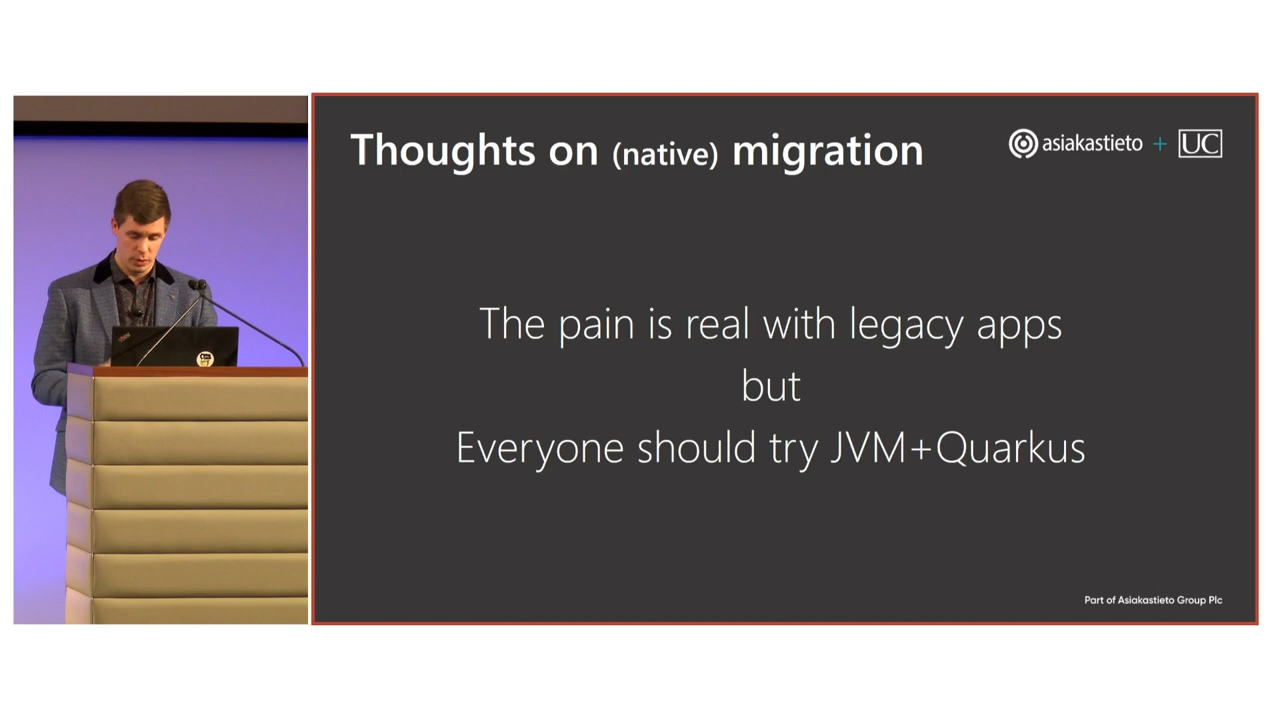 Thoughts on (native) migration
asiakastieto + UC
The pain is real with legacy apps
but
Everyone should try JVM+Quarkus
Part of Asiakastieto Group Plc